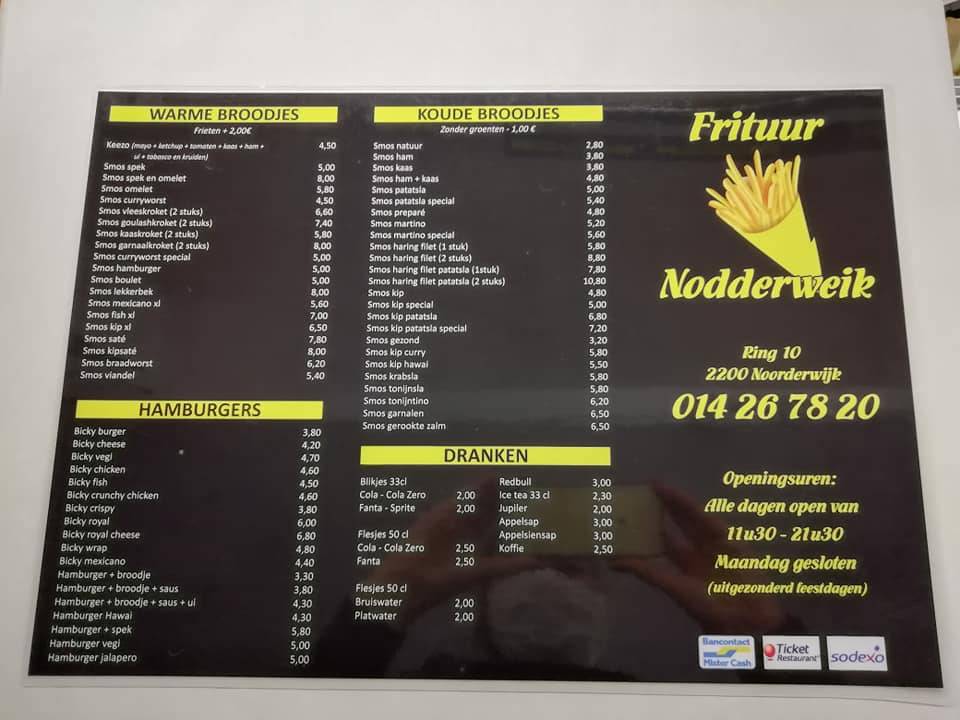 WARME BROODJES
Frieten + 2,00€
Keezo (mayo + ketchup + tomaten + kaas + ham + 4,50
ui + tobasco en kruiden)
Smos spek 5,00
Smos spek en omelet 8,00
Smos omelet 5,80
Smos curryworst 4,50
Smos vleeskroket (2 stuks) 6,60
Smos goulashkroket (2 stuks) 7,40
Smos kaaskroket (2 stuks) 5,80
Smos garnaalkroket (2 stuks) 8,00
Smos curryworst special 5,00
Smos hamburger 5,00
Smos boulet 5,00
Smos lekkerbek 8,00
Smos mexicano xl 5,60
Smos fish xl 7,00
Smos kip xl 6,50
Smos saté 7,80
Smos kipsaté 8,00
Smos braadworst 6,20
Smos viandel 5,40
HAMBURGERS
Bicky burger 3,80
Bicky cheese 4,20
Bicky vegi 4,70
Bicky chicken 4,60
Bicky fish 4,50
Bicky crunchy chicken 4,60
Bicky crispy 3,80
Bicky royal 6,00
Bicky royal cheese 6,80
Bicky wrap 4,80
Bicky mexicano 4,40
Hamburger + broodje 3,30
Hamburger + broodje + saus 3,80
Hamburger + broodje + saus + ui 4,30
Hamburger Hawai 4,30
Hamburger + spek 5,80
Hamburger vegi 5,00
Hamburger jalapero 5,00
KOUDE BROODJES
Zonder groenten - 1,00 €
Smos natuur 2,80
Smos ham 3,80
Smos kaas 3,80
Smos ham + kaas 4,80
Smos patatsla 5,00
Smos patatsla special 5,40
Smos preparé 4,80
Smos martino 5,20
Smos martino special 5,60
Smos haring filet (1 stuk) 5,80
Smos haring filet (2 stuks) 8,80
Smos haring filet patatsla (1stuk) 7,80
Smos haring filet patatsla (2 stuks) 10,80
Smos kip 4,80
Smos kip special 5,00
Smos kip patatsla 6,80
Smos kip patatsla special 7,20
Smos gezond 3,20
Smos kip curry 5,80
Smos kip hawai 5,50
Smos krabsla 5,80
Smos tonijnsla 5,80
Smos tonijntino 6,20
Smos garnalen 6,50
Smos gerookte zalm 6,50
DRANKEN
Blikjes 33cl
Cola - Cola Zero 2,00
Fanta - Sprite 2,00
Flesjes 50 cl
Cola - Cola Zero 2,50
Fanta 2,50
Flesjes 50 cl
Bruiswater 2,00
Platwater 2,00
Redbull 3,00
Ice tea 33 cl 2,30
Jupiler 2,00
Appelsap 3,00
Appelsiensap 3,00
Koffie 2,50
Frituur
Nodderweik
Ring 10
2200 Noorderwijk
014 26 78 20
Openingsuren:
Alle dagen open van
11u30 - 21u30
Maandag gesloten
(uitgezonderd feestdagen)
Bancontact
Mister Cash
Ticket
Restaurant
sodexo